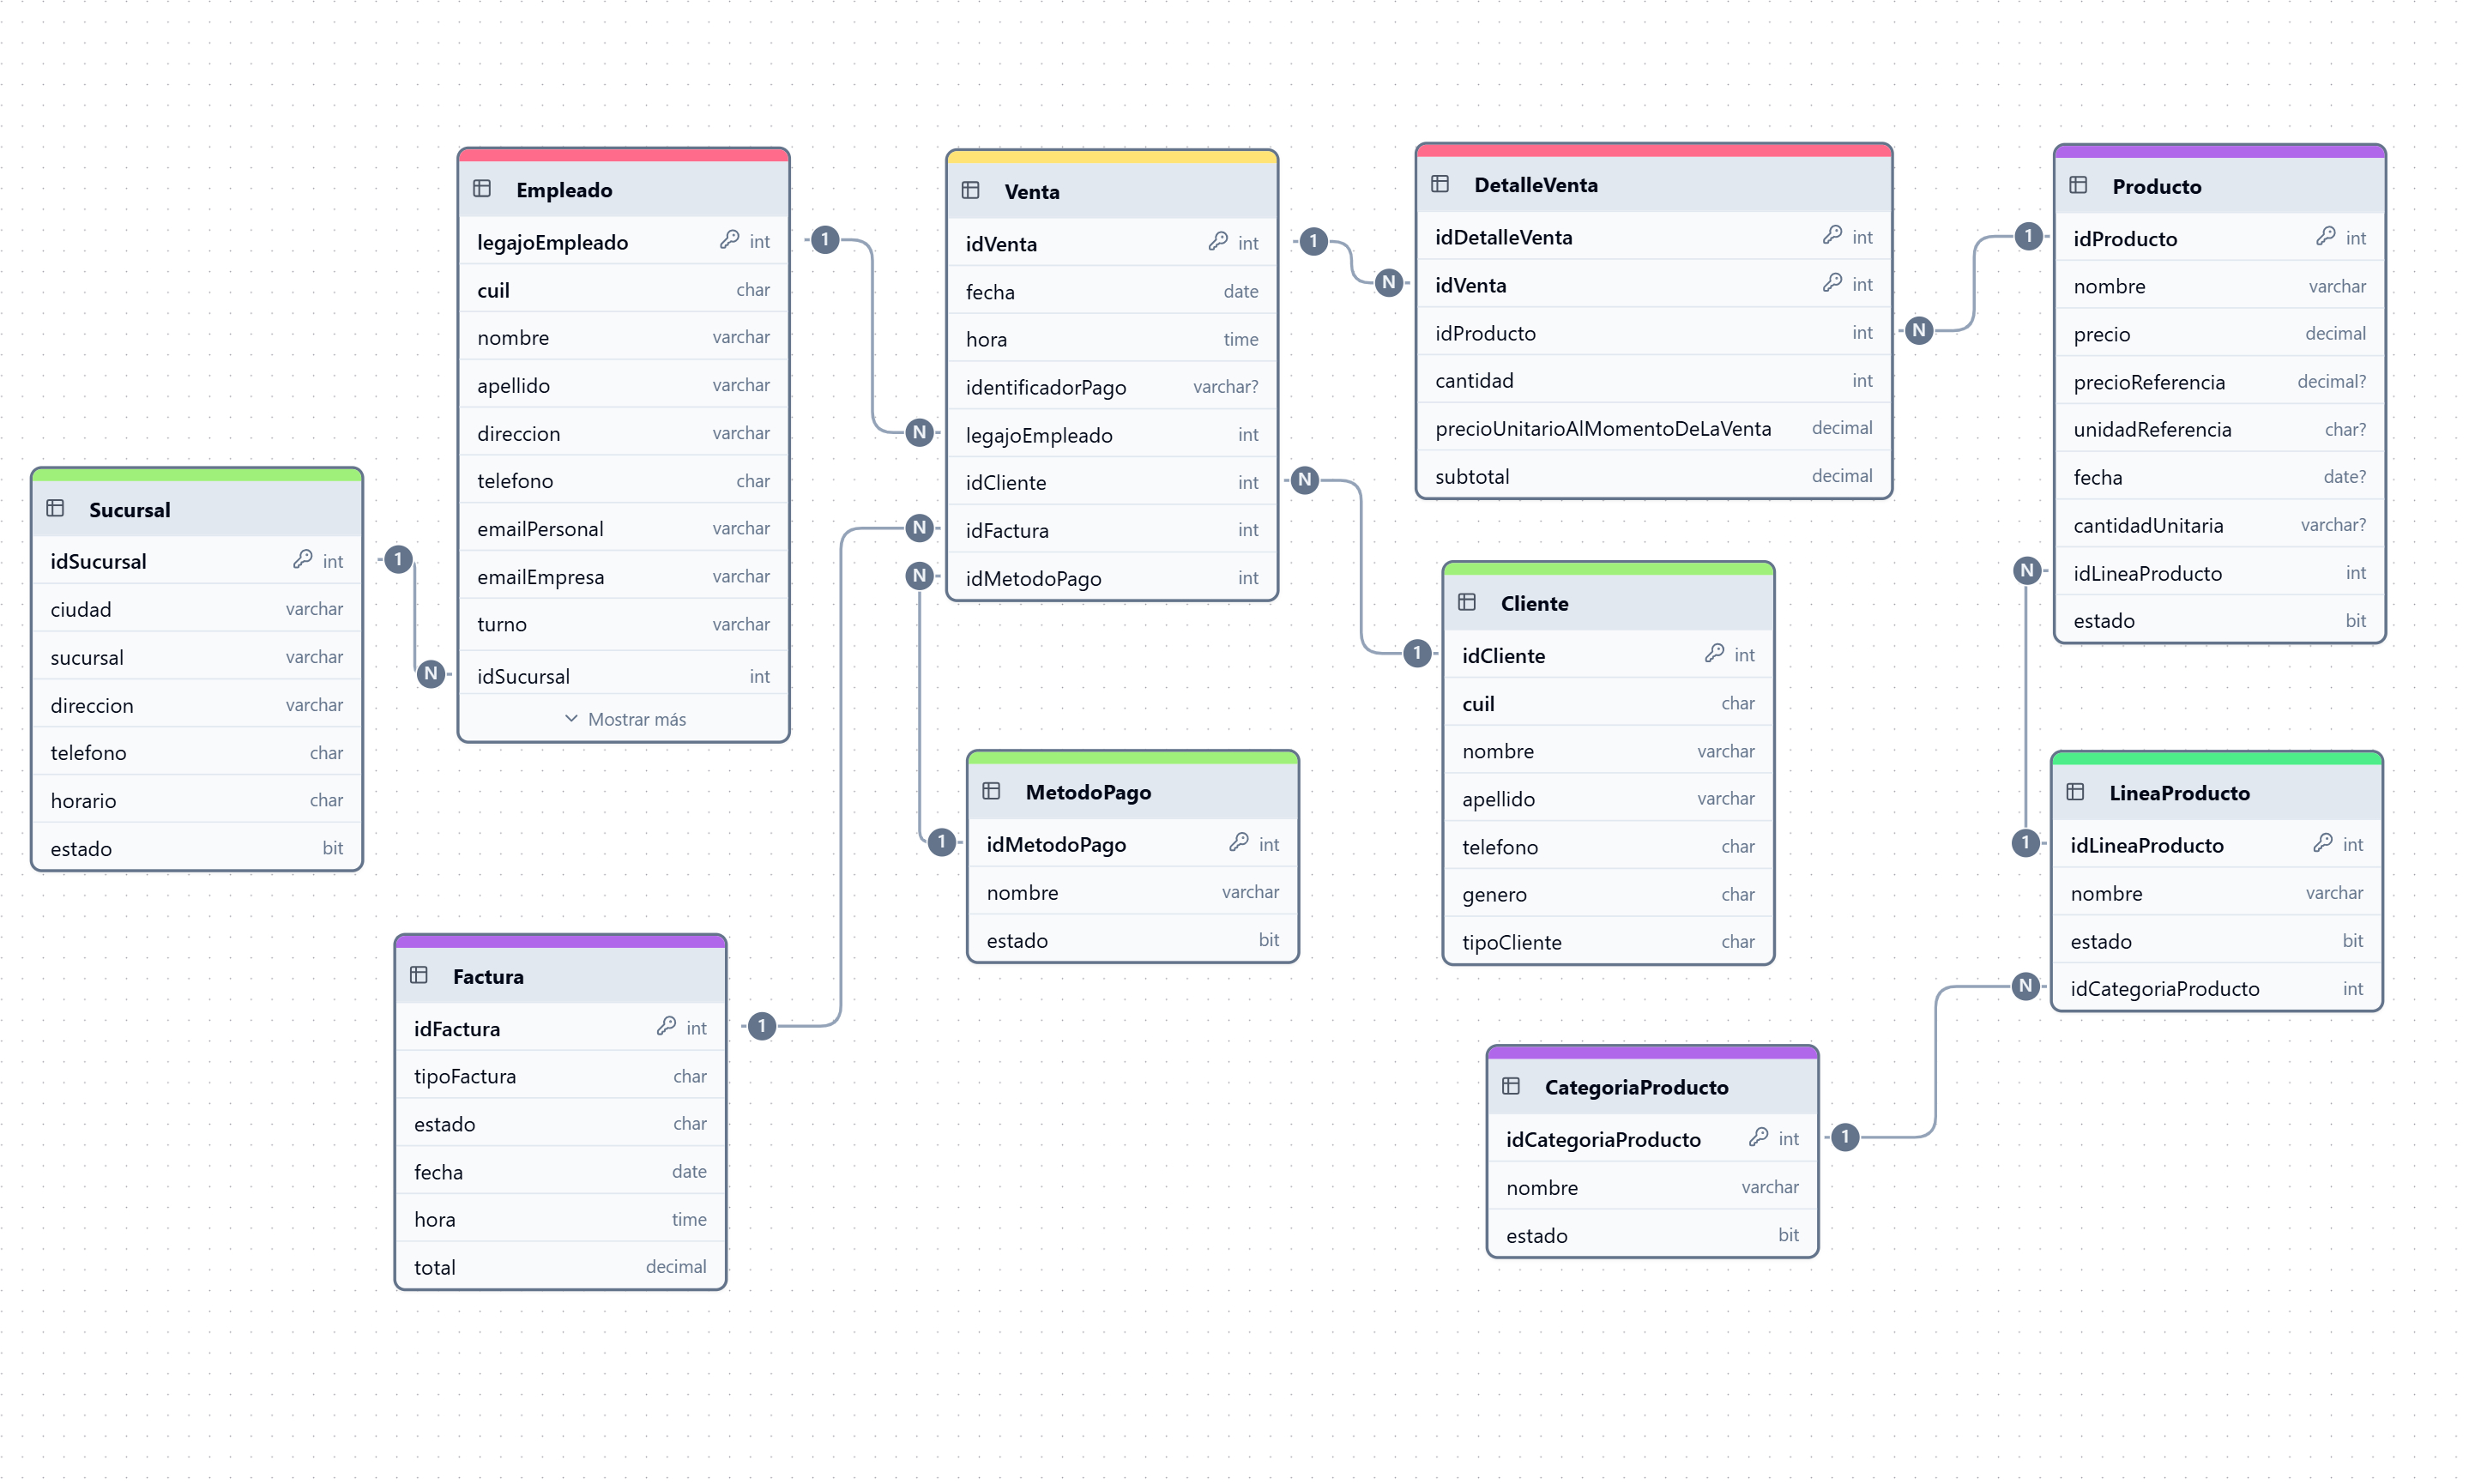 Empleado
legajoEmpleado int
cuil char
nombre varchar
apellido varchar
direccion varchar
telefono char
emailPersonal varchar
emailEmpresa varchar
turno varchar
idSucursal int
Mostrar más
1
N
Venta
idVenta int
fecha date
hora time
identificadorPago varchar?
legajoEmpleado int
idCliente int
idFactura int
idMetodoPago int
1
N
N
1
N
N
DetalleVenta
idDetalleVenta int
idVenta int
idProducto int
cantidad int
precioUnitarioAlMomentoDeLaVenta decimal
subtotal decimal
N
1
Producto
idProducto int
nombre varchar
precio decimal
precioReferencia decimal?
unidadReferencia char?
fecha date?
cantidadUnitaria varchar?
idLineaProducto int
estado bit
N
1
Sucursal
idSucursal int
ciudad varchar
sucursal varchar
direccion varchar
telefono char
horario char
estado bit
1
N
Cliente
idCliente int
cuil char
nombre varchar
apellido varchar
telefono char
genero char
tipoCliente char
MetodoPago
idMetodoPago int
nombre varchar
estado bit
1
LineaProducto
idLineaProducto int
nombre varchar
estado bit
idCategoriaProducto int
N
Factura
idFactura int
tipoFactura char
estado char
fecha date
hora time
total decimal
1
CategoriaProducto
idCategoriaProducto int
nombre varchar
estado bit
1